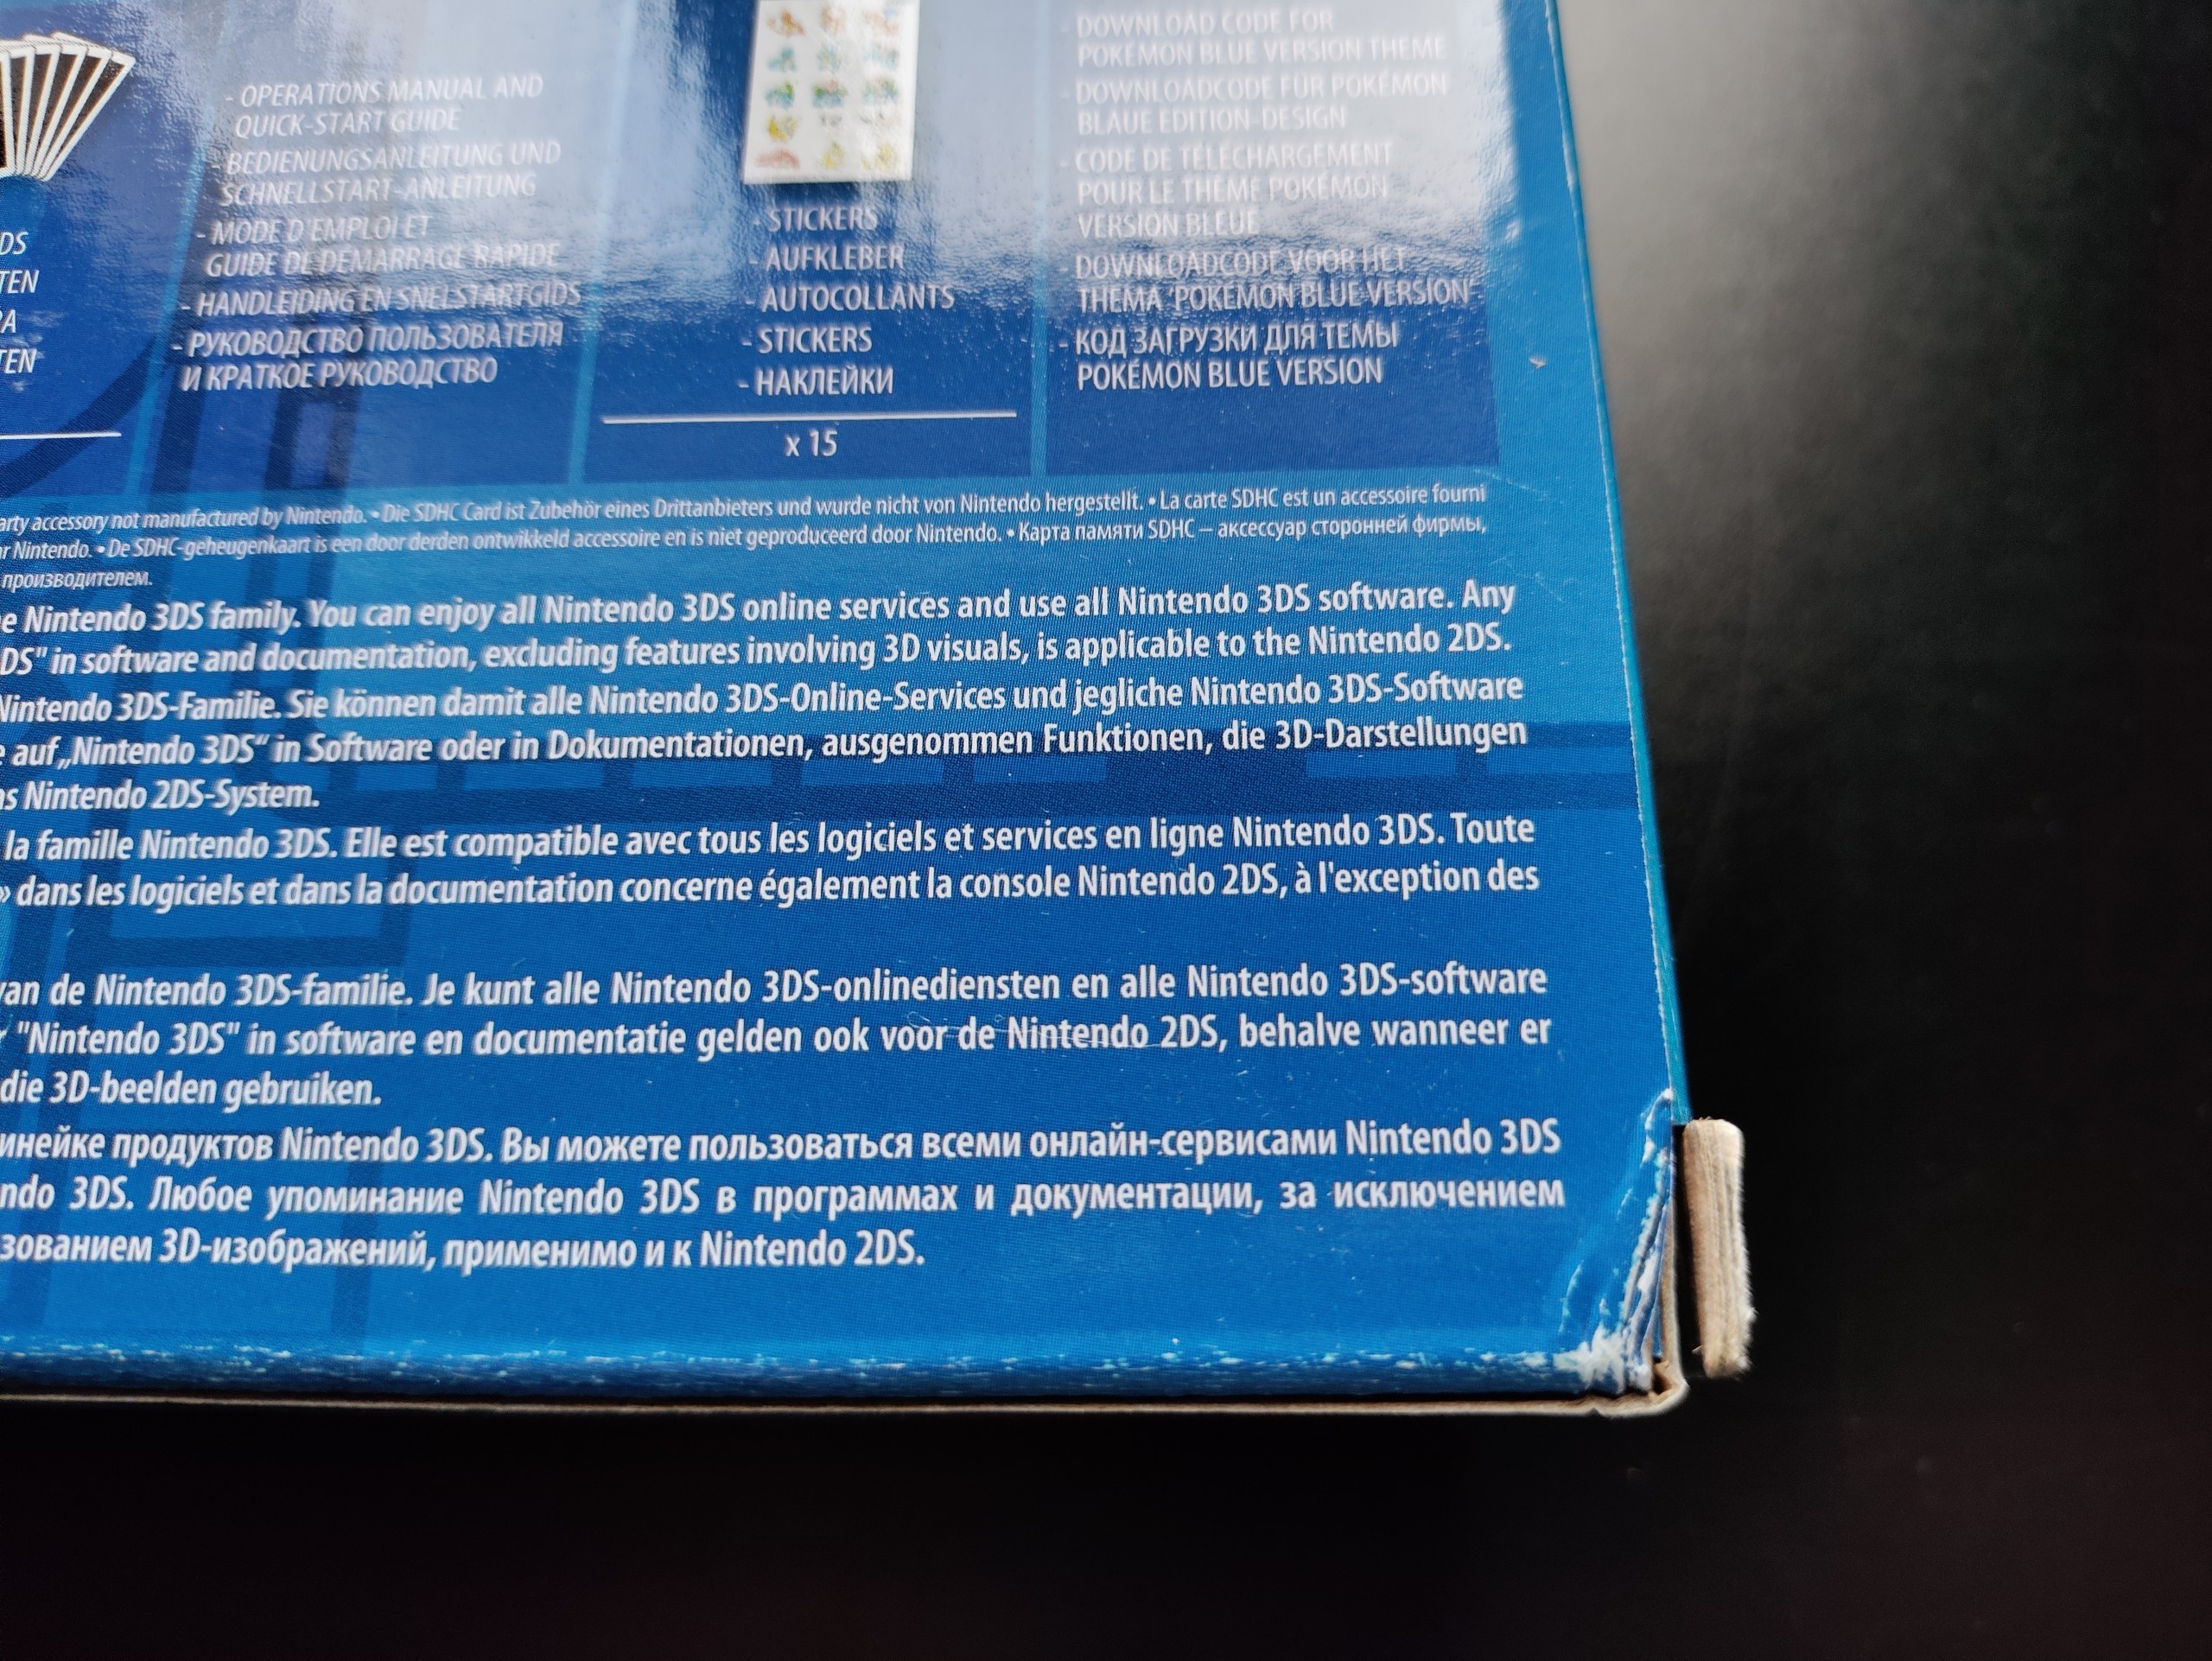 DS
TEN
RA
TEN
- OPERATIONS MANUAL AND
QUICK-START GUIDE
- BEDIENUNGSANLEITUNG UND
SCHNELLSTART-ANLEITUNG
- MODE D'EMPLOI ET
GUIDE DE DÉMARRAGE RAPIDE
- HANDLEIDING EN SNELSTARTGIDS
- РУКОВОДСТВО ПОЛЬЗОВАТЕЛЯ
И КРАТКОЕ РУКОВОДСТВО
- STICKERS
- AUFKLEBER
- AUTOCOLLANTS
- STICKERS
- НАКЛЕЙКИ
x 15
- DOWNLOAD CODE FOR
POKÉMON BLUE VERSION THEME
- DOWNLOADCODE FÜR POKÉMON
BLAUE EDITION-DESIGN
- CODE DE TÉLÉCHARGEMENT
POUR LE THÈME POKÉMON
VERSION BLEUE
- DOWNLOADCODE VOOR HET
THEMA 'POKÉMON BLUE VERSION'
- КОД ЗАГРУЗКИ ДЛЯ ТЕМЫ
POKÉMON BLUE VERSION
arty accessory not manufactured by Nintendo. • Die SDHC Card ist Zubehör eines Drittanbieters und wurde nicht von Nintendo hergestellt. • La carte SDHC est un accessoire fourni
ar Nintendo. • De SDHC-geheugenkaart is een door derden ontwikkeld accessoire en is niet geproduceerd door Nintendo. • Карта памяти SDHC – аксессуар сторонней фирмы,
производителем.
e Nintendo 3DS family. You can enjoy all Nintendo 3DS online services and use all Nintendo 3DS software. Any
DS" in software and documentation, excluding features involving 3D visuals, is applicable to the Nintendo 2DS.
Nintendo 3DS-Familie. Sie können damit alle Nintendo 3DS-Online-Services und jegliche Nintendo 3DS-Software
e auf „Nintendo 3DS“ in Software oder in Dokumentationen, ausgenommen Funktionen, die 3D-Darstellungen
as Nintendo 2DS-System.
la famille Nintendo 3DS. Elle est compatible avec tous les logiciels et services en ligne Nintendo 3DS. Toute
» dans les logiciels et dans la documentation concerne également la console Nintendo 2DS, à l'exception des
van de Nintendo 3DS-familie. Je kunt alle Nintendo 3DS-onlinediensten en alle Nintendo 3DS-software
"Nintendo 3DS" in software en documentatie gelden ook voor de Nintendo 2DS, behalve wanneer er
die 3D-beelden gebruiken.
инейке продуктов Nintendo 3DS. Вы можете пользоваться всеми онлайн-сервисами Nintendo 3DS
ndo 3DS. Любое упоминание Nintendo 3DS в программах и документации, за исключением
зованием 3D-изображений, применимо и к Nintendo 2DS.